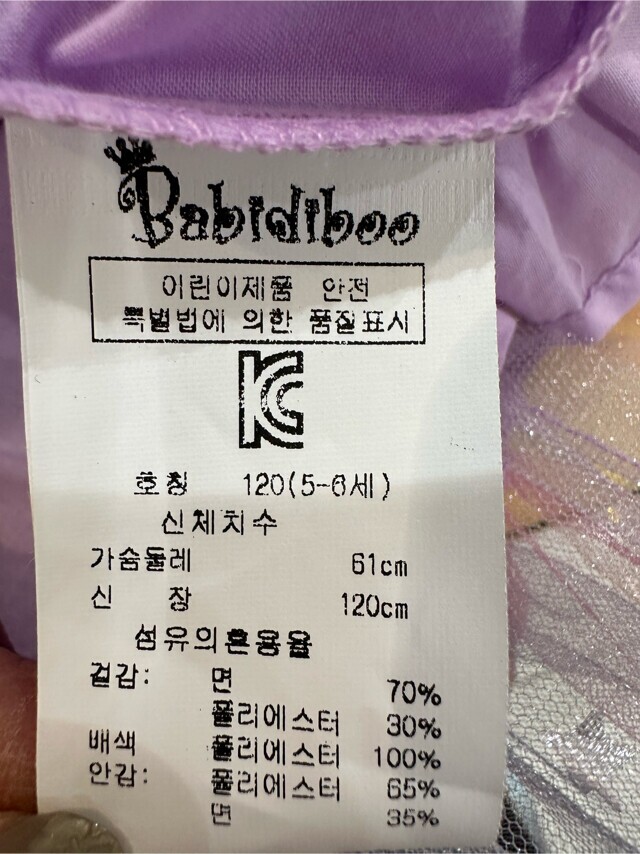 Babidiboo
어린이제품 안전
특별법에 의한 품질표시
KC
호칭 120(5-6세)
신체치수
가슴둘레 61cm
신 장 120cm
섬유의혼용율
겉감: 면 70%
폴리에스터 30%
배색 폴리에스터 100%
안감: 폴리에스터 65%
면 35%